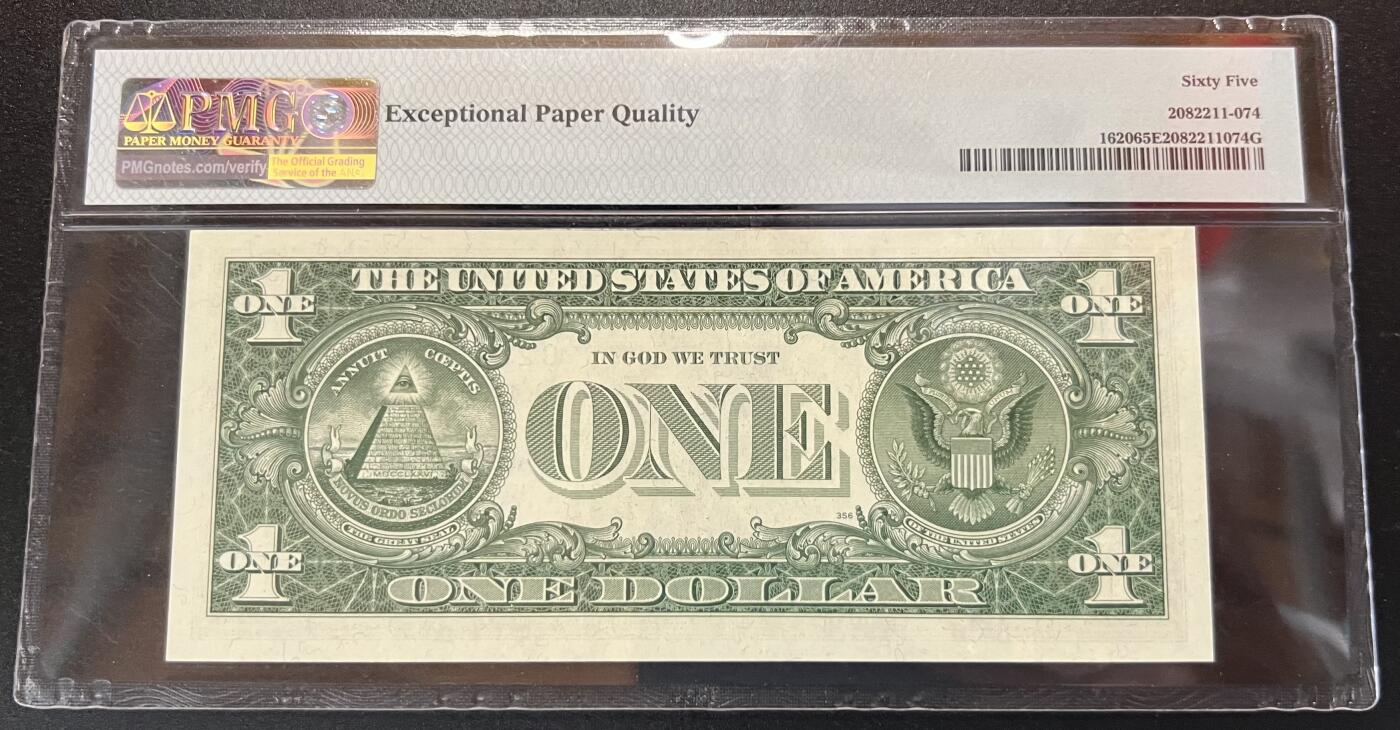 PMG
PAPER MONEY GUARANTY
PMGnotes.com/verify
The Official Grading
Service of the
Exceptional Paper Quality
Sixty Five
2082211-074
162065E2082211074G
THE UNITED STATES OF AMERICA
1 ONE
1 ONE
ANNUIT CŒPTIS
MDCCLXXVI
NOVUS ORDO SECLORUM
THE GREAT SEAL
IN GOD WE TRUST
ONE
356
OF THE UNITED STATES
1 ONE
ONE DOLLAR
1 ONE